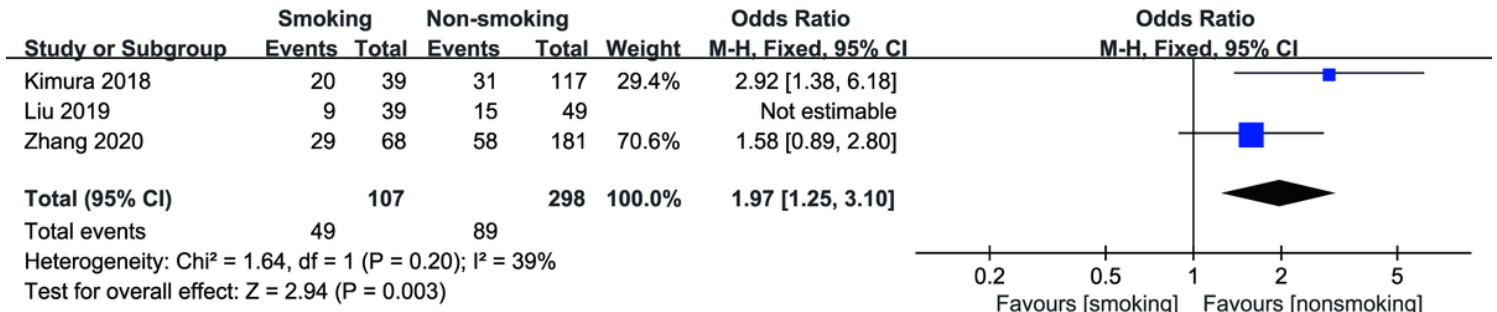 Smoking Non-smoking Odds Ratio Odds Ratio
Study or Subgroup Events Total Events Total Weight M-H, Fixed, 95% CI M-H, Fixed, 95% CI
Kimura 2018 20 39 31 117 29.4% 2.92 [1.38, 6.18]
Liu 2019 9 39 15 49 Not estimable
Zhang 2020 29 68 58 181 70.6% 1.58 [0.89, 2.80]
Total (95% CI) 107 298 100.0% 1.97 [1.25, 3.10]
Total events 49 89
Heterogeneity: Chi² = 1.64, df = 1 (P = 0.20); I² = 39%
Test for overall effect: Z = 2.94 (P = 0.003)
0.2 0.5 1 2 5
Favours [smoking] Favours [nonsmoking]